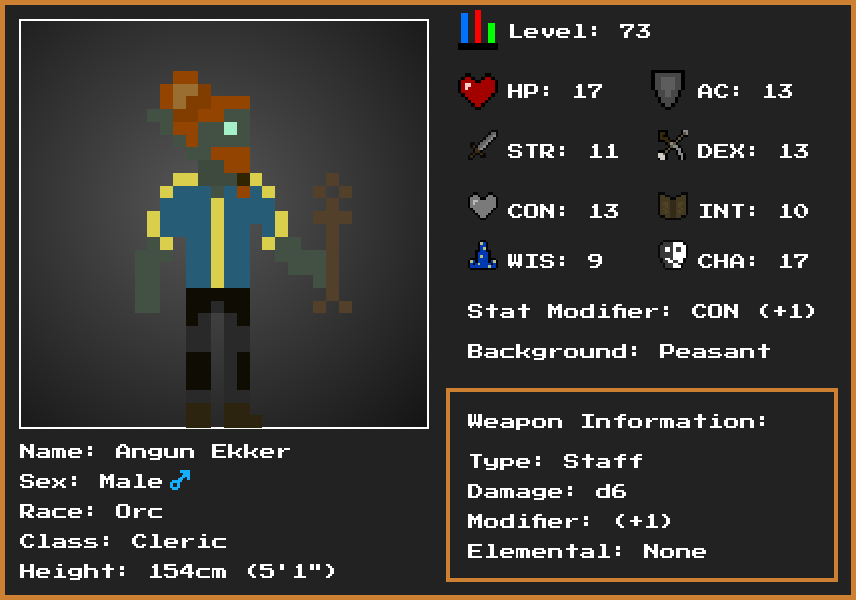 Level: 73
HP: 17 AC: 13
STR: 11 DEX: 13
CON: 13 INT: 10
WIS: 9 CHA: 17
Stat Modifier: CON (+1)
Background: Peasant
Weapon Information:
Type: Staff
Damage: d6
Modifier: (+1)
Elemental: None
Name: Angun Ekker
Sex: Male♂
Race: Orc
Class: Cleric
Height: 154cm (5'1")